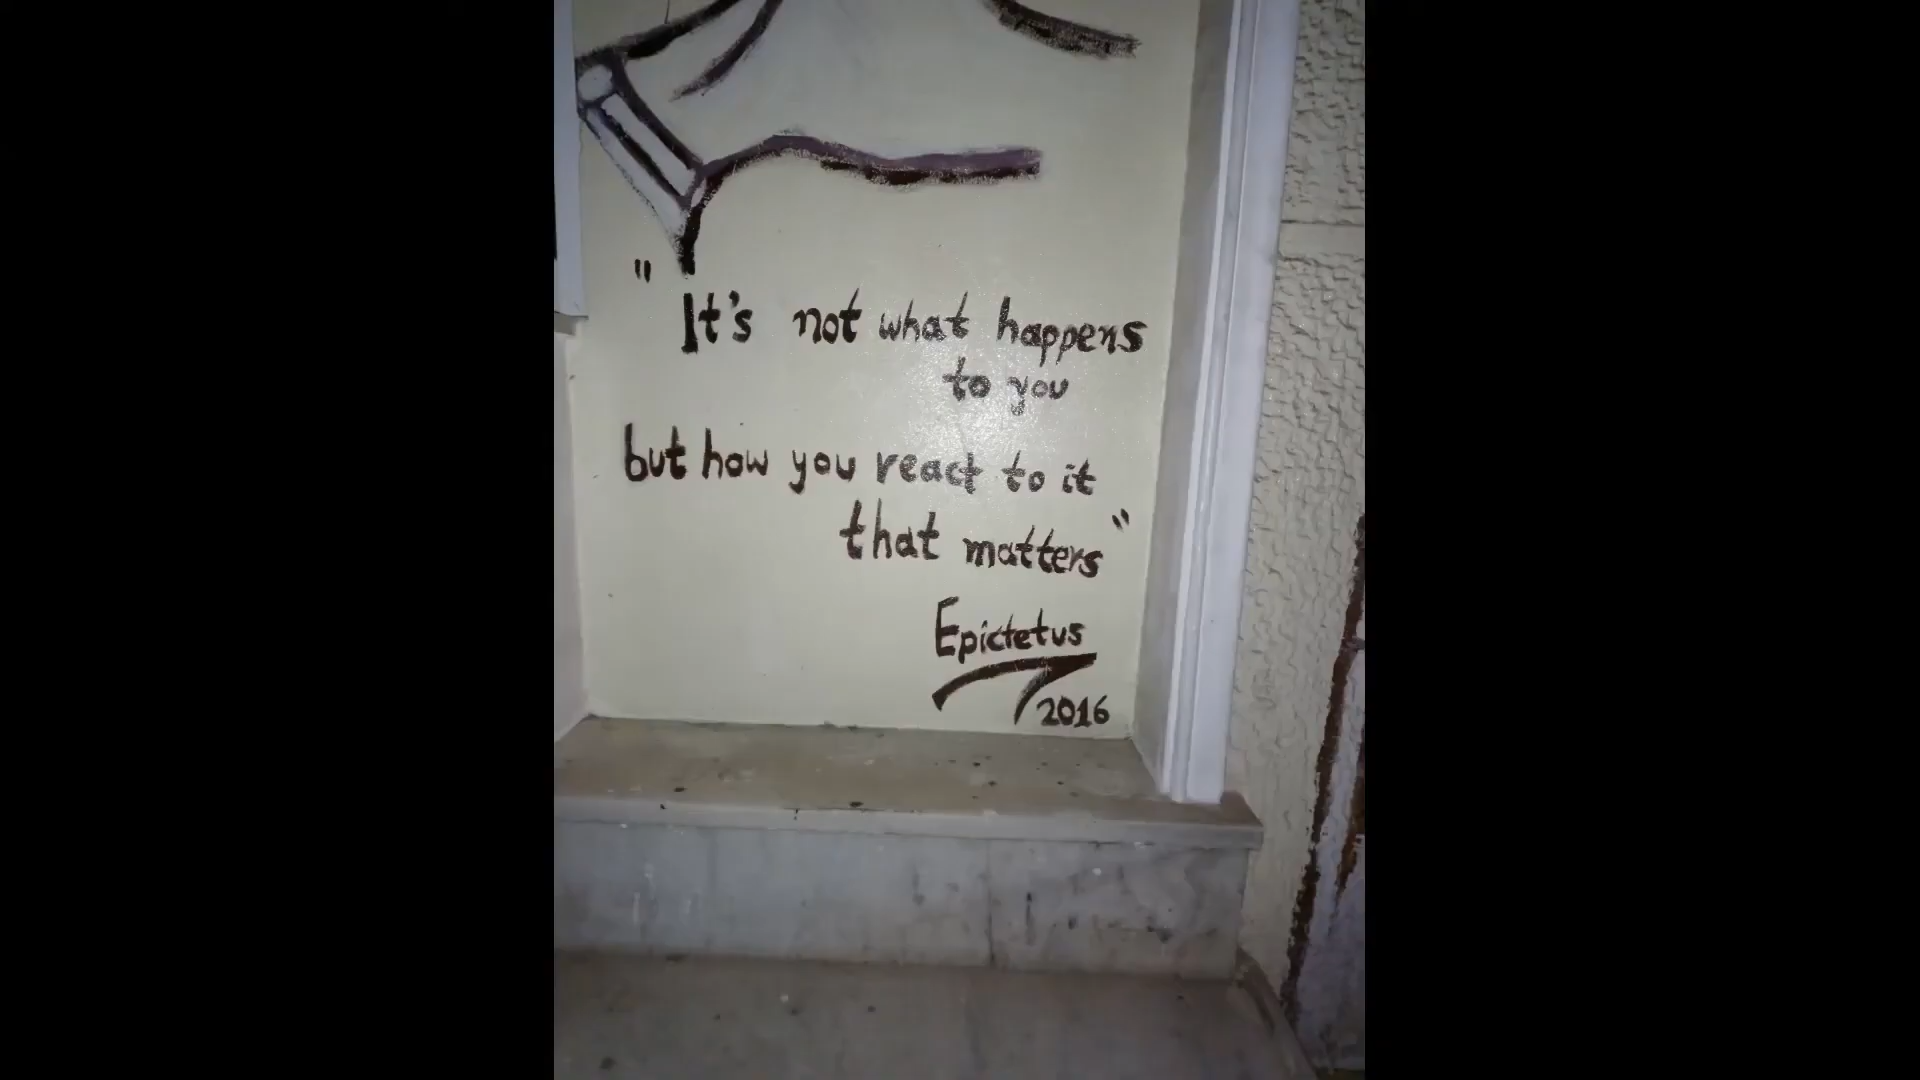 " It's not what happens
to you
but how you react to it
that matters "
Epictetus
2016